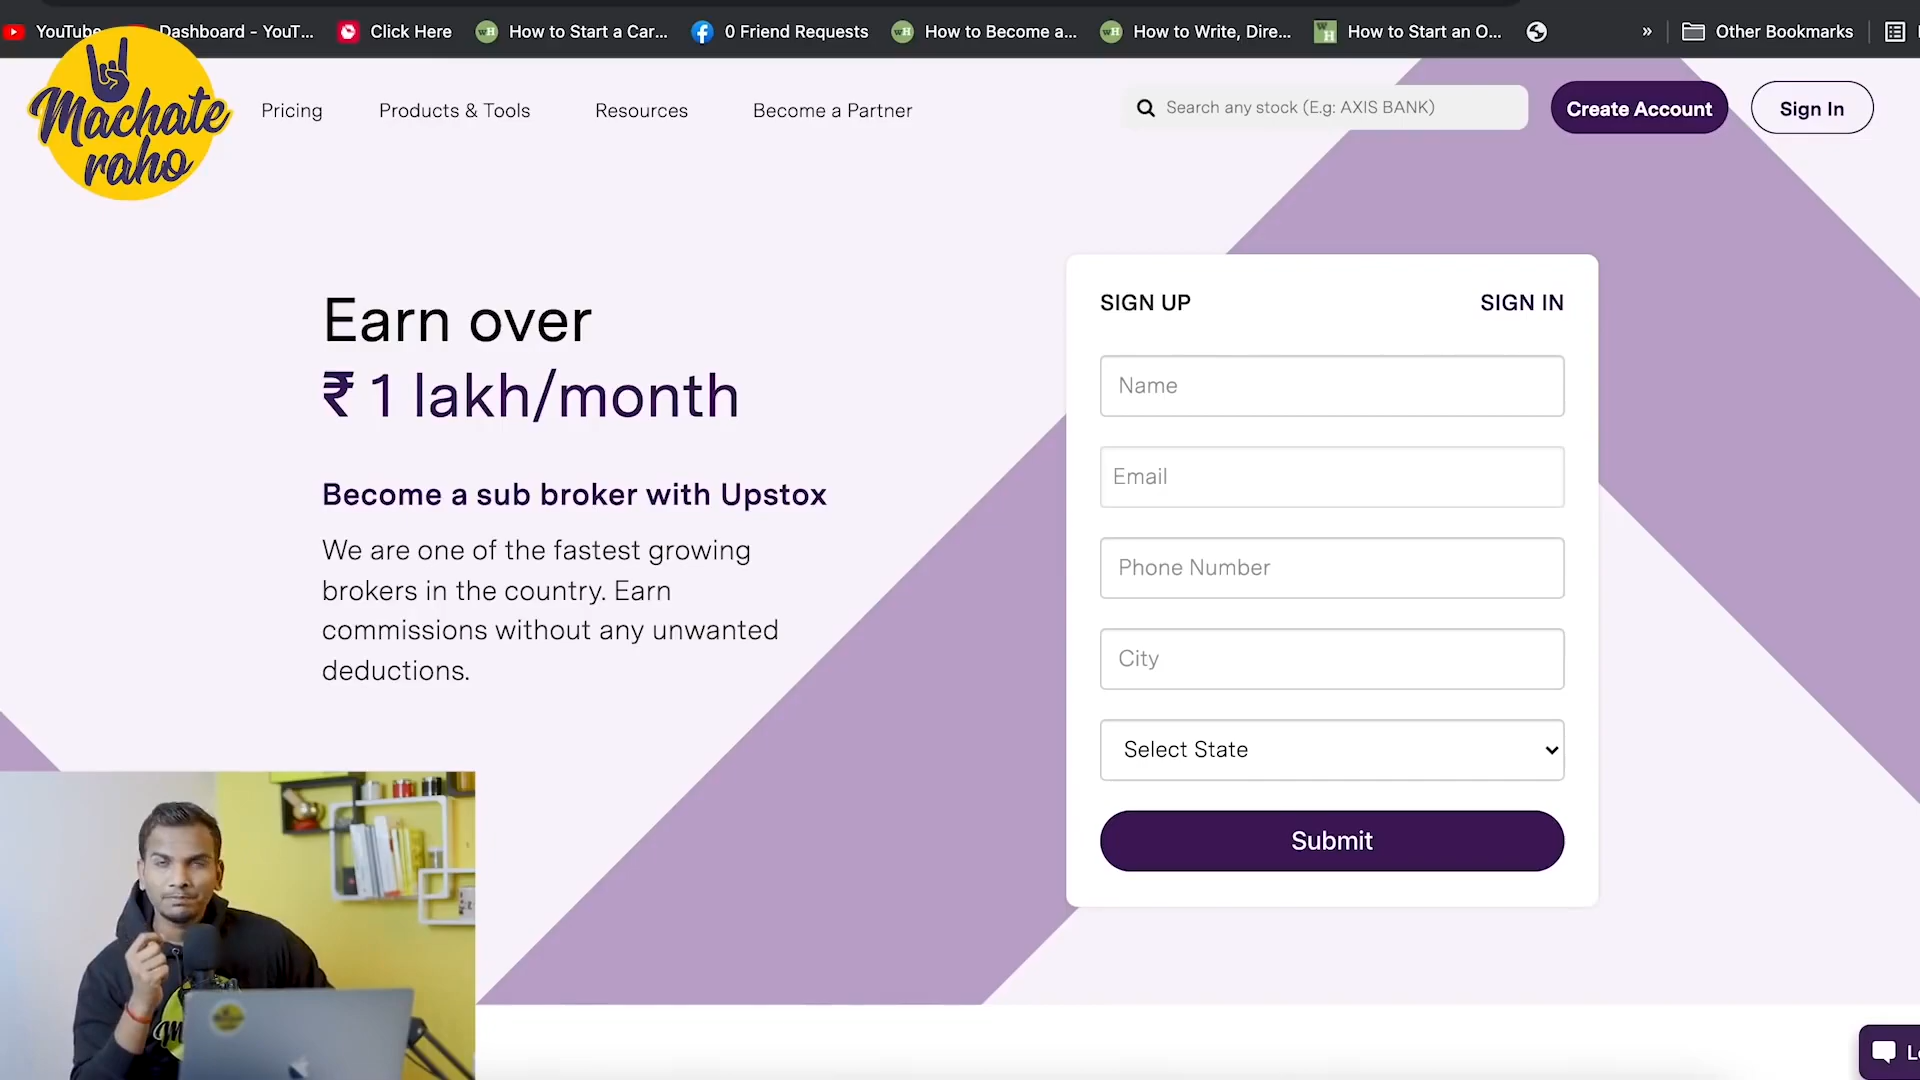 YouTube
Dashboard - YouT...
Click Here
How to Start a Car...
0 Friend Requests
How to Become a...
How to Write, Dire...
How to Start an O...
»
Other Bookmarks
Machate
raho
Pricing
Products & Tools
Resources
Become a Partner
Search any stock (E.g: AXIS BANK)
Create Account
Sign In
Earn over
₹ 1 lakh/month
Become a sub broker with Upstox
We are one of the fastest growing
brokers in the country. Earn
commissions without any unwanted
deductions.
SIGN UP
SIGN IN
Name
Email
Phone Number
City
Select State
Submit